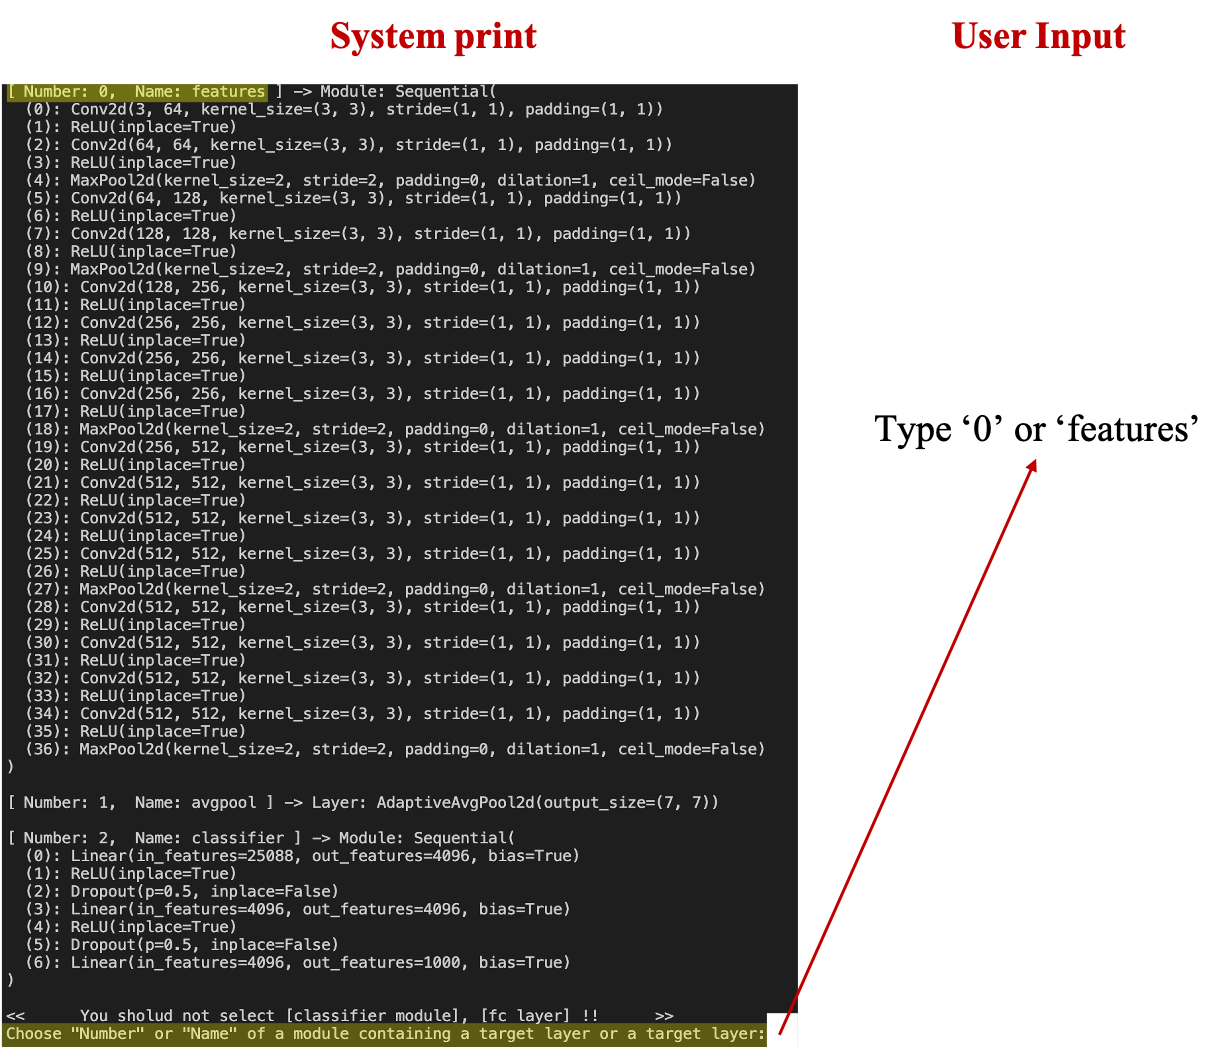 System print
User Input
[ Number: 0,  Name: features ] -> Module: Sequential(
  (0): Conv2d(3, 64, kernel_size=(3, 3), stride=(1, 1), padding=(1, 1))
  (1): ReLU(inplace=True)
  (2): Conv2d(64, 64, kernel_size=(3, 3), stride=(1, 1), padding=(1, 1))
  (3): ReLU(inplace=True)
  (4): MaxPool2d(kernel_size=2, stride=2, padding=0, dilation=1, ceil_mode=False)
  (5): Conv2d(64, 128, kernel_size=(3, 3), stride=(1, 1), padding=(1, 1))
  (6): ReLU(inplace=True)
  (7): Conv2d(128, 128, kernel_size=(3, 3), stride=(1, 1), padding=(1, 1))
  (8): ReLU(inplace=True)
  (9): MaxPool2d(kernel_size=2, stride=2, padding=0, dilation=1, ceil_mode=False)
  (10): Conv2d(128, 256, kernel_size=(3, 3), stride=(1, 1), padding=(1, 1))
  (11): ReLU(inplace=True)
  (12): Conv2d(256, 256, kernel_size=(3, 3), stride=(1, 1), padding=(1, 1))
  (13): ReLU(inplace=True)
  (14): Conv2d(256, 256, kernel_size=(3, 3), stride=(1, 1), padding=(1, 1))
  (15): ReLU(inplace=True)
  (16): Conv2d(256, 256, kernel_size=(3, 3), stride=(1, 1), padding=(1, 1))
  (17): ReLU(inplace=True)
  (18): MaxPool2d(kernel_size=2, stride=2, padding=0, dilation=1, ceil_mode=False)
  (19): Conv2d(256, 512, kernel_size=(3, 3), stride=(1, 1), padding=(1, 1))
  (20): ReLU(inplace=True)
  (21): Conv2d(512, 512, kernel_size=(3, 3), stride=(1, 1), padding=(1, 1))
  (22): ReLU(inplace=True)
  (23): Conv2d(512, 512, kernel_size=(3, 3), stride=(1, 1), padding=(1, 1))
  (24): ReLU(inplace=True)
  (25): Conv2d(512, 512, kernel_size=(3, 3), stride=(1, 1), padding=(1, 1))
  (26): ReLU(inplace=True)
  (27): MaxPool2d(kernel_size=2, stride=2, padding=0, dilation=1, ceil_mode=False)
  (28): Conv2d(512, 512, kernel_size=(3, 3), stride=(1, 1), padding=(1, 1))
  (29): ReLU(inplace=True)
  (30): Conv2d(512, 512, kernel_size=(3, 3), stride=(1, 1), padding=(1, 1))
  (31): ReLU(inplace=True)
  (32): Conv2d(512, 512, kernel_size=(3, 3), stride=(1, 1), padding=(1, 1))
  (33): ReLU(inplace=True)
  (34): Conv2d(512, 512, kernel_size=(3, 3), stride=(1, 1), padding=(1, 1))
  (35): ReLU(inplace=True)
  (36): MaxPool2d(kernel_size=2, stride=2, padding=0, dilation=1, ceil_mode=False)
)
[ Number: 1,  Name: avgpool ] -> Layer: AdaptiveAvgPool2d(output_size=(7, 7))
[ Number: 2,  Name: classifier ] -> Module: Sequential(
  (0): Linear(in_features=25088, out_features=4096, bias=True)
  (1): ReLU(inplace=True)
  (2): Dropout(p=0.5, inplace=False)
  (3): Linear(in_features=4096, out_features=4096, bias=True)
  (4): ReLU(inplace=True)
  (5): Dropout(p=0.5, inplace=False)
  (6): Linear(in_features=4096, out_features=1000, bias=True)
)
<<      You sholud not select [classifier module], [fc layer] !!      >>
Choose "Number" or "Name" of a module containing a target layer or a target layer:
Type ‘0’ or ‘features’